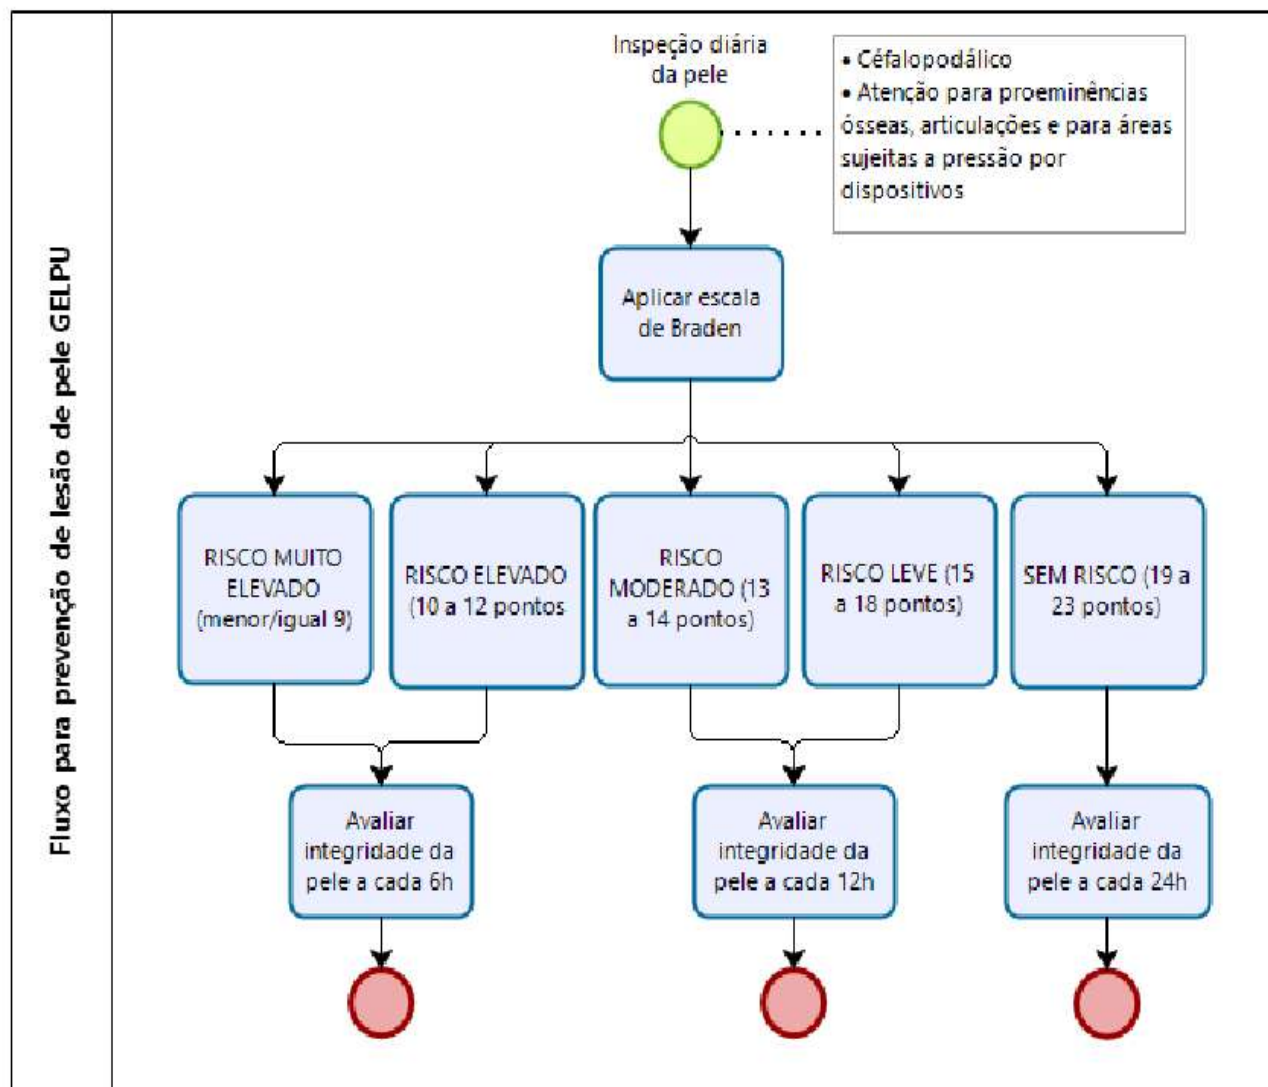 Fluxo para prevenção de lesão de pele GELPU
Inspeção diária
da pele
• Céfalopodálico
• Atenção para proeminências
ósseas, articulações e para áreas
sujeitas a pressão por
dispositivos
Aplicar escala
de Braden
RISCO MUITO
ELEVADO
(menor/igual 9)
RISCO ELEVADO
(10 a 12 pontos
RISCO
MODERADO (13
a 14 pontos)
RISCO LEVE (15
a 18 pontos)
SEM RISCO (19 a
23 pontos)
Avaliar
integridade da
pele a cada 6h
Avaliar
integridade da
pele a cada 12h
Avaliar
integridade da
pele a cada 24h